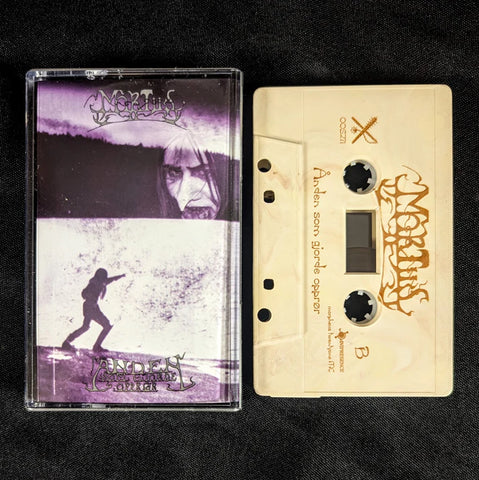 MORTIIS
ÅNDEN
SOM GJORDE
OPPRØR
MORTIIS
Ånden som gjorde opprør
B